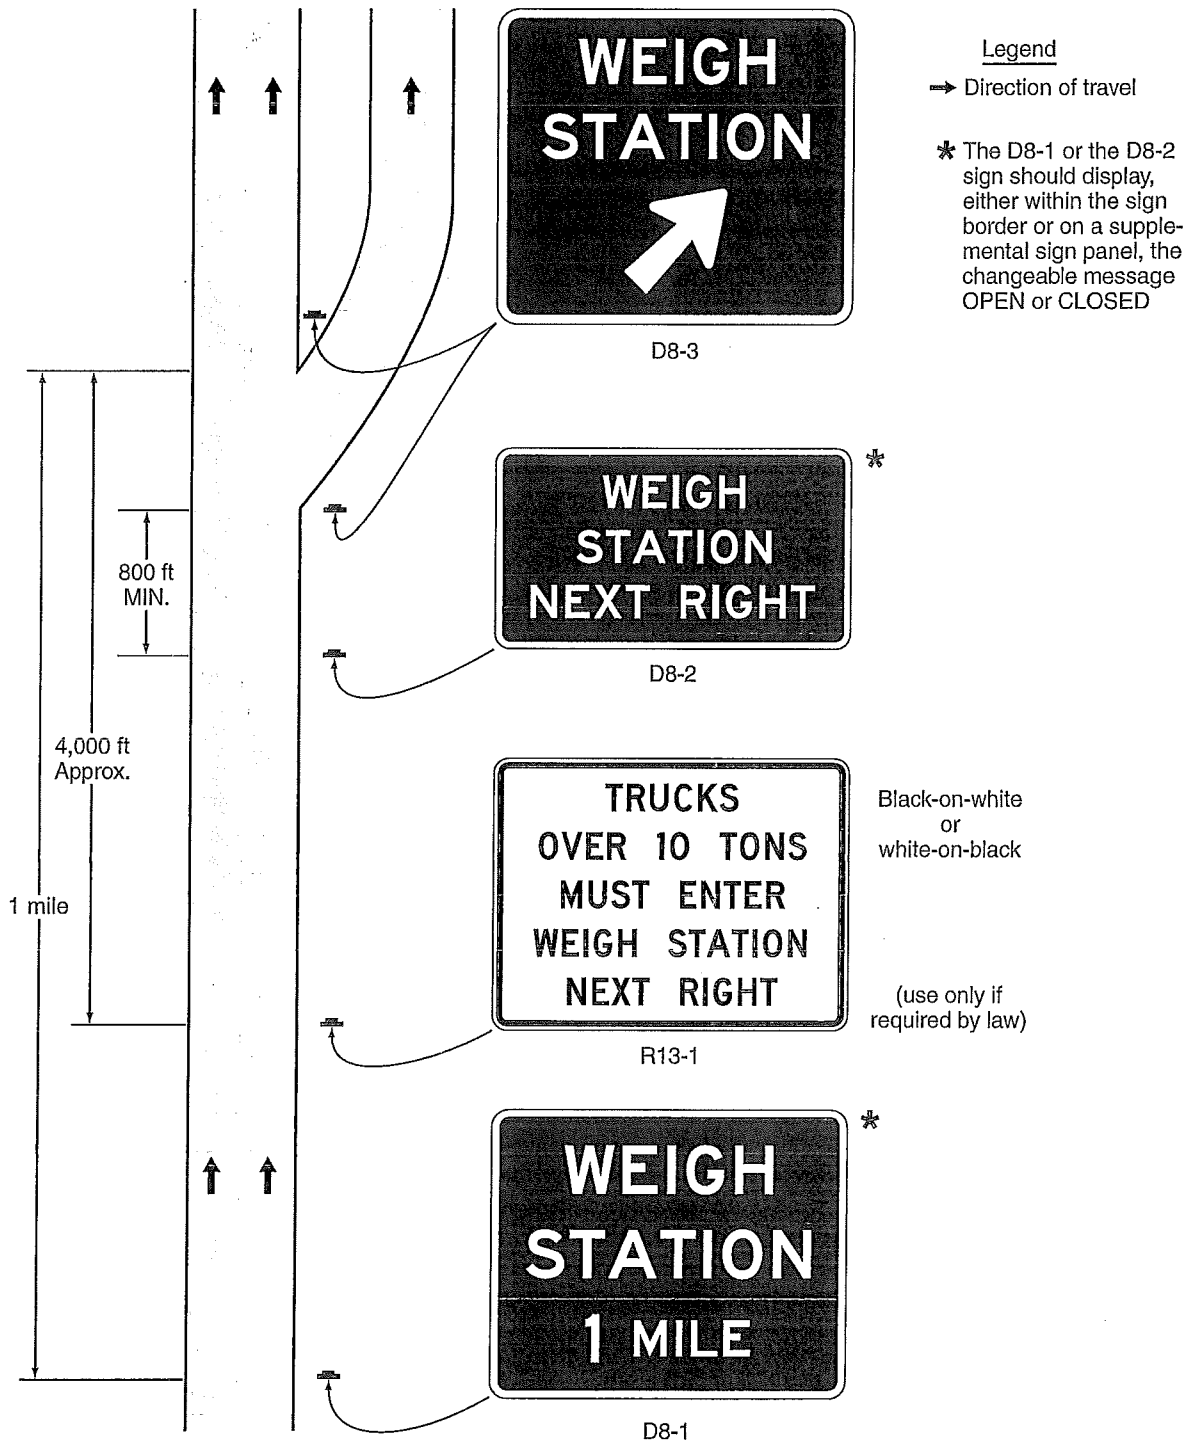 WEIGH
STATION
D8-3
Legend
Direction of travel
* The D8-1 or the D8-2
sign should display,
either within the sign
border or on a supple-
mental sign panel, the
changeable message
OPEN or CLOSED
WEIGH
STATION
NEXT RIGHT
*
D8-2
800 ft
MIN.
4,000 ft
Approx.
1 mile
TRUCKS
OVER 10 TONS
MUST ENTER
WEIGH STATION
NEXT RIGHT
R13-1
Black-on-white
or
white-on-black
(use only if
required by law)
WEIGH
STATION
1 MILE
*
D8-1